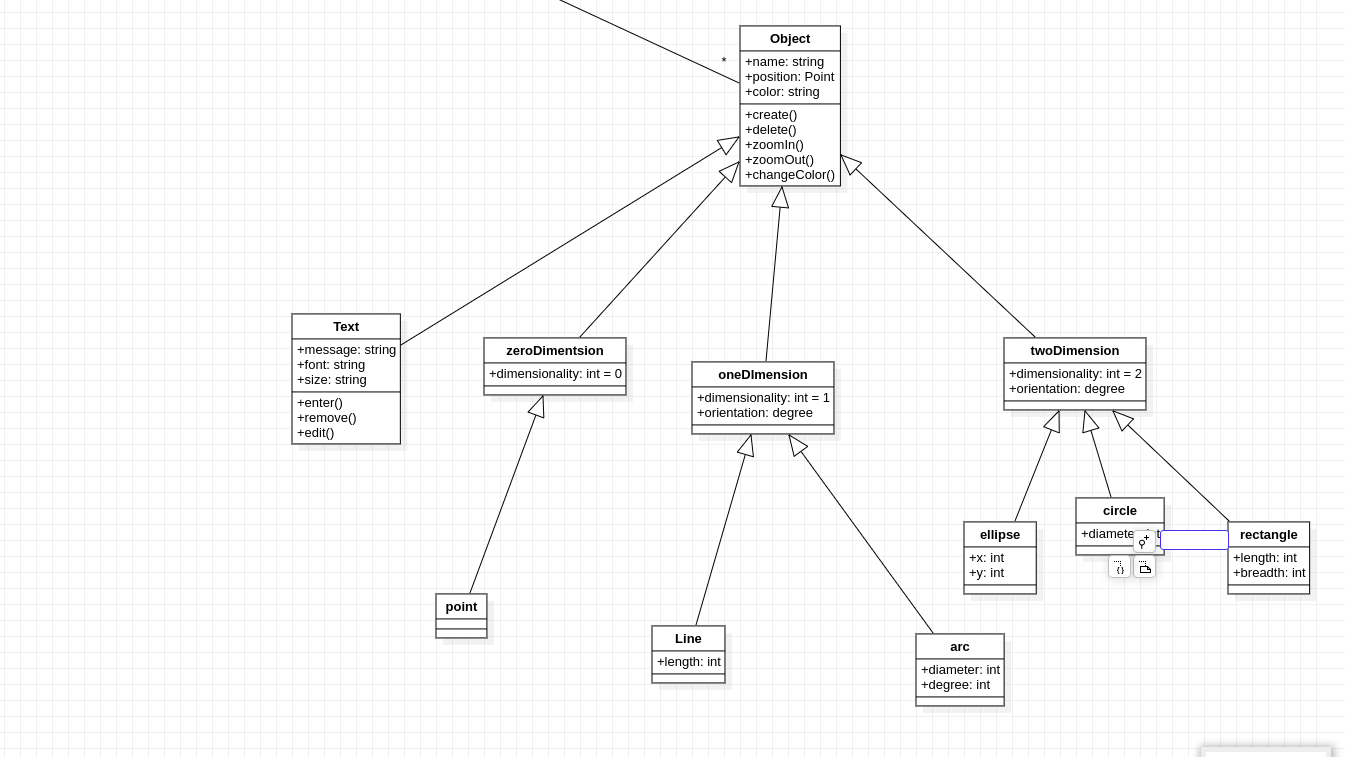 *
Object
+name: string
+position: Point
+color: string
+create()
+delete()
+zoomIn()
+zoomOut()
+changeColor()
Text
+message: string
+font: string
+size: string
+enter()
+remove()
+edit()
zeroDimentsion
+dimensionality: int = 0
oneDImension
+dimensionality: int = 1
+orientation: degree
twoDimension
+dimensionality: int = 2
+orientation: degree
point
Line
+length: int
arc
+diameter: int
+degree: int
ellipse
+x: int
+y: int
circle
{}
rectangle
+length: int
+breadth: int